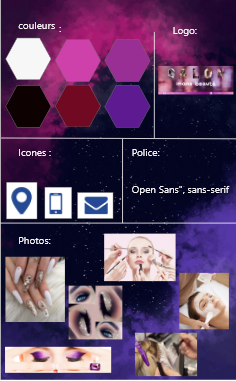 couleurs :
Logo:
Icones :
Police:
Open Sans", sans-serif
Photos: